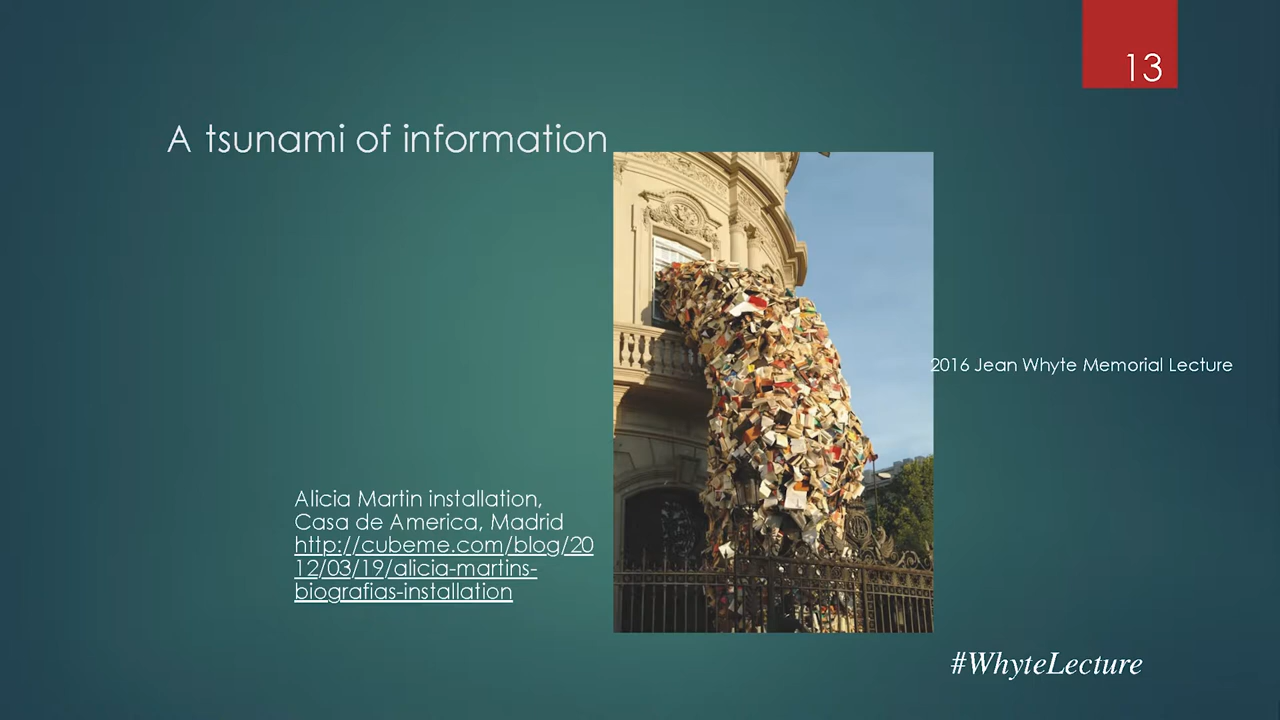 13
A tsunami of information
2016 Jean Whyte Memorial Lecture
Alicia Martin installation,
Casa de America, Madrid
http://cubeme.com/blog/20
12/03/19/alicia-martins-
biografias-installation
#WhyteLecture